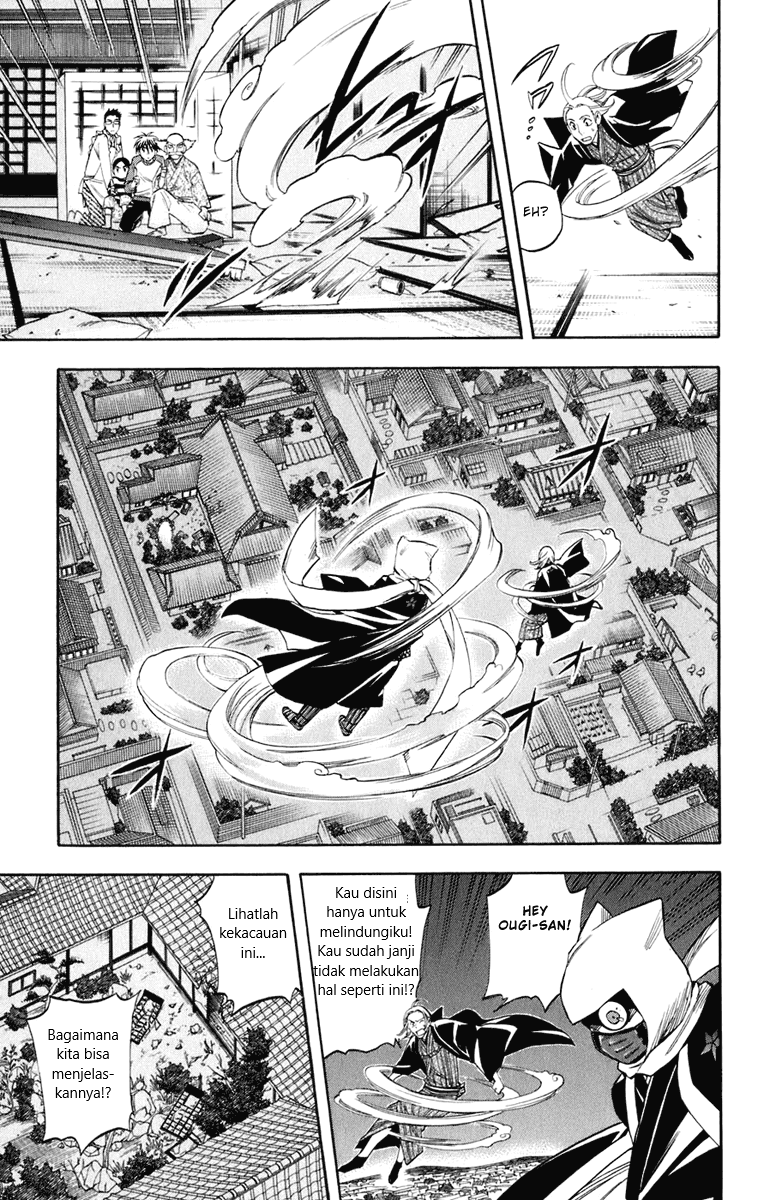 EH?
HEY
OUGI-SAN!
Kau disini
hanya untuk
melindungiku!
Kau sudah janji
tidak melakukan
hal seperti ini!?
Lihatlah
kekacauan
ini...
Bagaimana
kita bisa
menjelas-
kannya!?